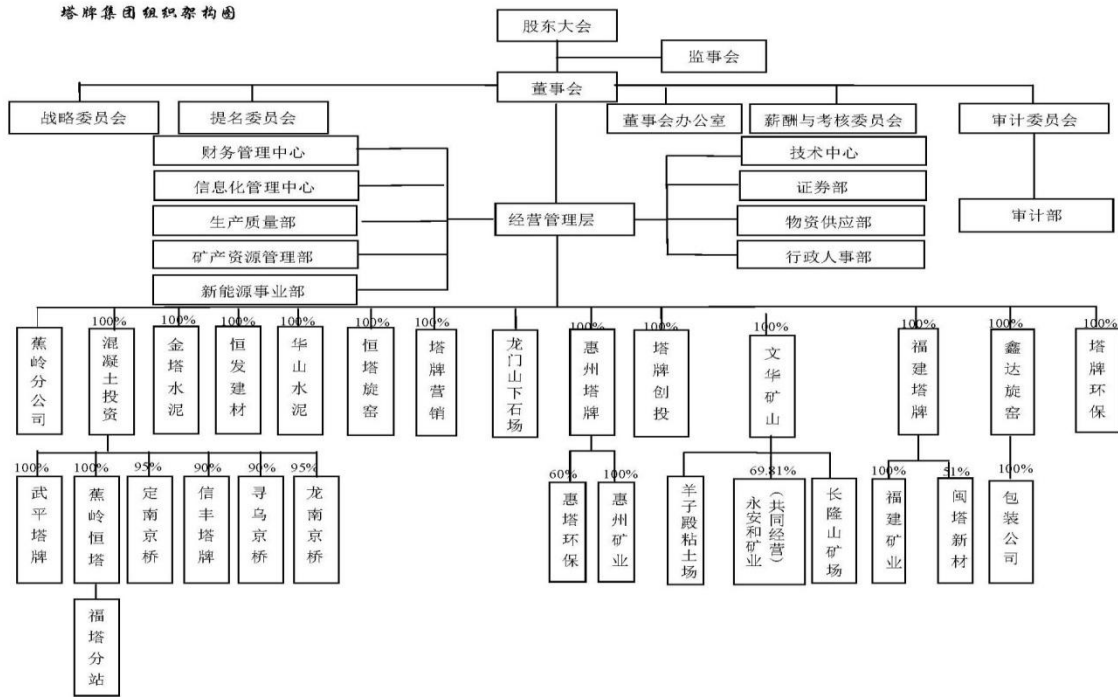 塔牌集团组织架构图
股东大会
监事会
董事会
战略委员会
提名委员会
董事会办公室
薪酬与考核委员会
审计委员会
财务管理中心
技术中心
信息化管理中心
证券部
生产质量部
经营管理层
物资供应部
审计部
矿产资源管理部
行政人事部
新能源事业部
蕉岭分公司
100%
混凝土投资
100%
金塔水泥
100%
恒发建材
100%
华山水泥
100%
恒塔旋窑
100%
塔牌营销
龙门山下石场
100%
惠州塔牌
100%
塔牌创投
100%
文华矿山
100%
福建塔牌
100%
鑫达旋窑
100%
塔牌环保
100%
武平塔牌
100%
蕉岭恒塔
95%
定南京桥
90%
信丰塔牌
90%
寻乌京桥
95%
龙南京桥
60%
惠塔环保
100%
惠州矿业
羊子殿粘土场
69.81%
（共同经营）
永安和矿业
长隆山矿场
100%
福建矿业
51%
闽塔新材
100%
包装公司
福塔分站